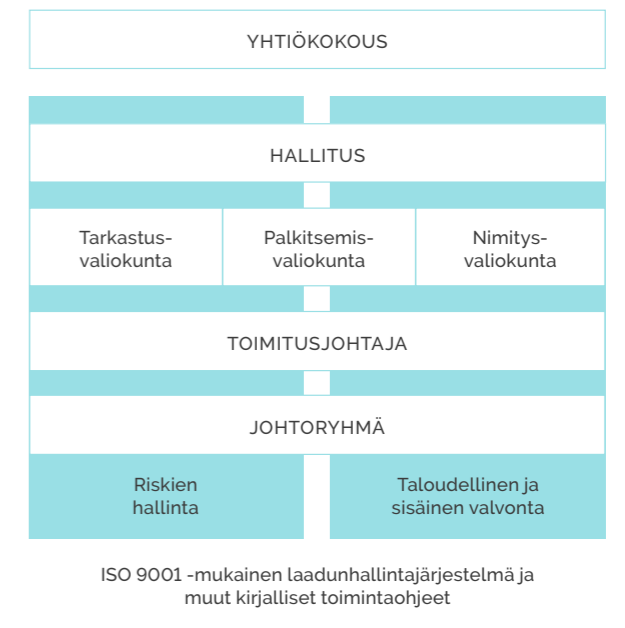 YHTIÖKOKOUS
HALLITUS
Tarkastus-
valiokunta
Palkitsemis-
valiokunta
Nimitys-
valiokunta
TOIMITUSJOHTAJA
JOHTORYHMÄ
Riskien
hallinta
Taloudellinen ja
sisäinen valvonta
ISO 9001 -mukainen laadunhallintajärjestelmä ja
muut kirjalliset toimintaohjeet